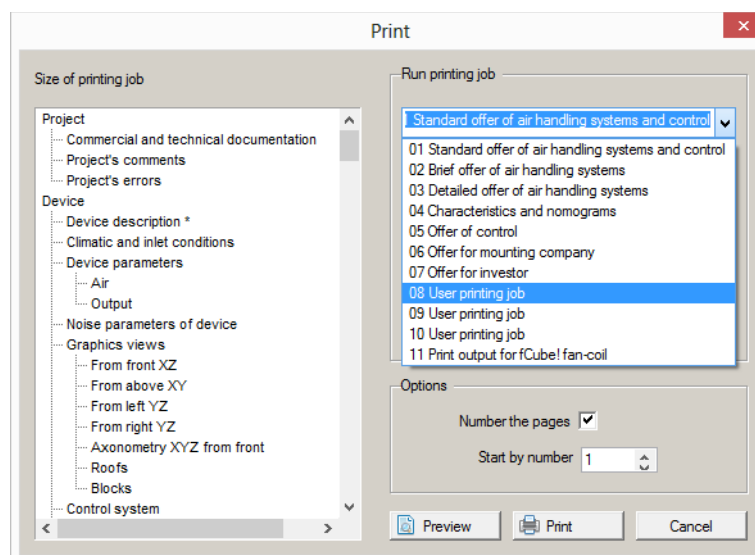 Print
Size of printing job
Project
Commercial and technical documentation
Project's comments
Project's errors
Device
Device description *
Climatic and inlet conditions
Device parameters
Air
Output
Noise parameters of device
Graphics views
From front XZ
From above XY
From left YZ
From right YZ
Axonometry XYZ from front
Roofs
Blocks
Control system
Run printing job
Standard offer of air handling systems and control
01 Standard offer of air handling systems and control
02 Brief offer of air handling systems
03 Detailed offer of air handling systems
04 Characteristics and nomograms
05 Offer of control
06 Offer for mounting company
07 Offer for investor
08 User printing job
09 User printing job
10 User printing job
11 Print output for fCube! fan-coil
Options
Number the pages
Start by number 1
Preview Print Cancel